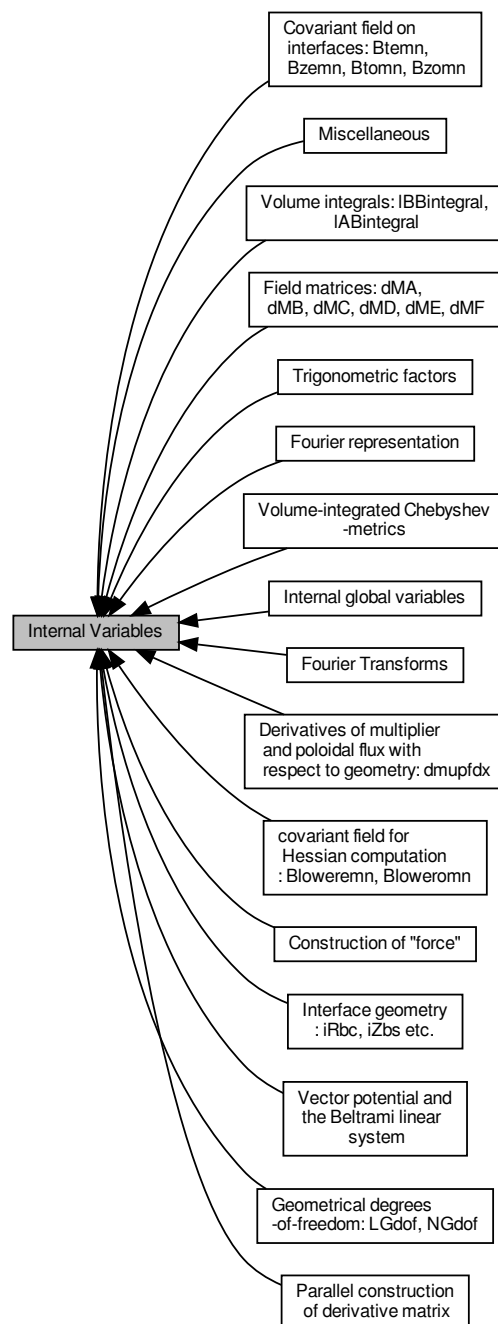 Covariant field on
interfaces: Btemn,
Bzemn, Btomn, Bzomn
Miscellaneous
Volume integrals: lBBintegral,
lABintegral
Field matrices: dMA,
dMB, dMC, dMD, dME, dMF
Trigonometric factors
Fourier representation
Volume-integrated Chebyshev
-metrics
Internal global variables
Internal Variables
Fourier Transforms
Derivatives of multiplier
and poloidal flux with
respect to geometry: dmupfdx
covariant field for
Hessian computation
: Bloweremn, Bloweromn
Construction of "force"
Interface geometry
: iRbc, iZbs etc.
Vector potential and
the Beltrami linear
system
Geometrical degrees
-of-freedom: LGdof, NGdof
Parallel construction
of derivative matrix